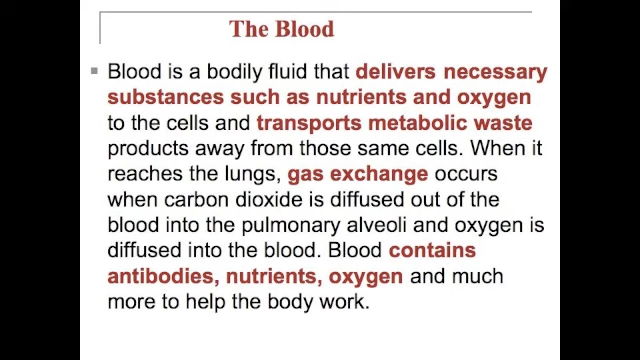 The Blood
Blood is a bodily fluid that delivers necessary
substances such as nutrients and oxygen
to the cells and transports metabolic waste
products away from those same cells. When it
reaches the lungs, gas exchange occurs
when carbon dioxide is diffused out of the
blood into the pulmonary alveoli and oxygen is
diffused into the blood. Blood contains
antibodies, nutrients, oxygen and much
more to help the body work.